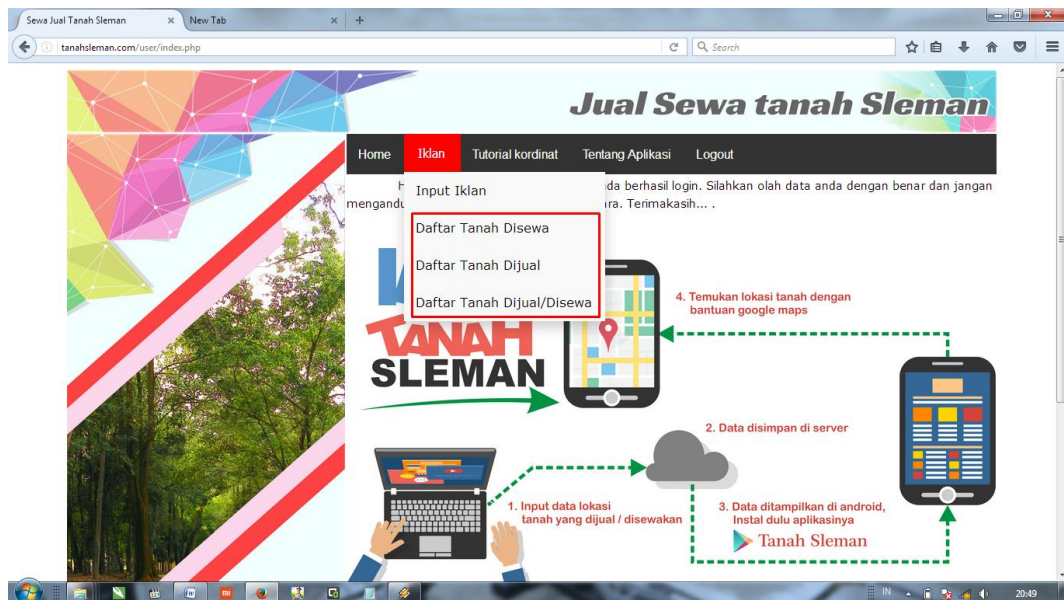 Sewa Jual Tanah Sleman
New Tab
tanahsleman.com/user/index.php
Search
Jual Sewa tanah Sleman
Home Iklan Tutorial kordinat Tentang Aplikasi Logout
berhasil login. Silahkan olah data anda dengan benar dan jangan
Terimakasih... .
Input Iklan
Daftar Tanah Disewa
Daftar Tanah Dijual
Daftar Tanah Dijual/Disewa
TANAH
SLEMAN
4. Temukan lokasi tanah dengan
bantuan google maps
2. Data disimpan di server
1. Input data lokasi
tanah yang dijual / disewakan
3. Data ditampilkan di android,
Instal dulu aplikasinya
Tanah Sleman
IN
20:49